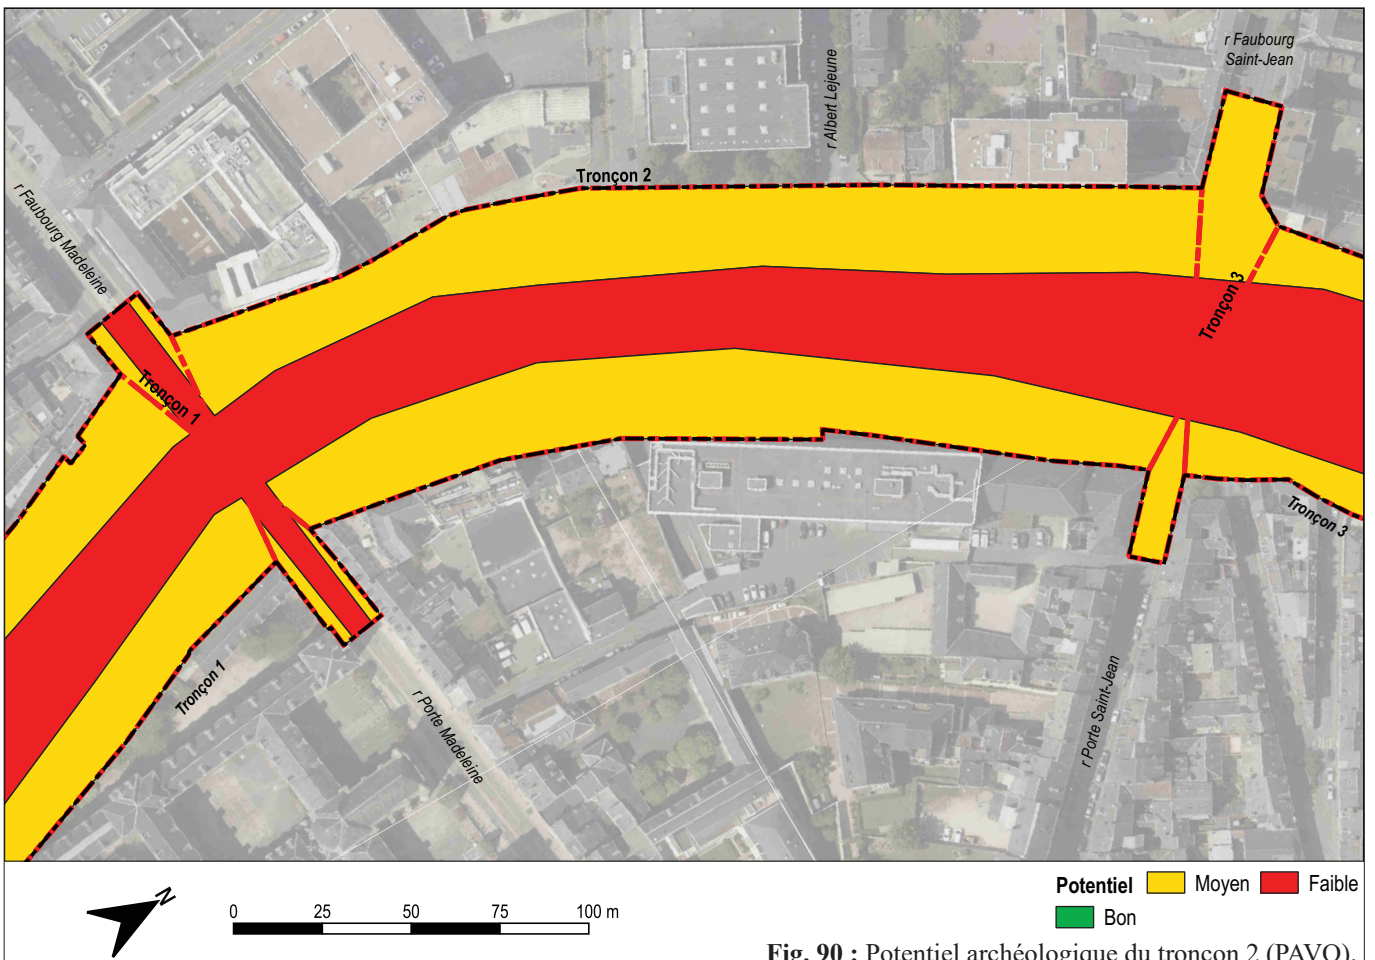 r Faubourg
Saint-Jean
r Albert Lejeune
Tronçon 2
r Faubourg Madeleine
Tronçon 3
Tronçon 1
Tronçon 3
Tronçon 1
r Porte Madeleine
r Porte Saint-Jean
N
0 25 50 75 100 m
Potentiel Moyen Faible
Bon
Fig. 90 : Potentiel archéologique du tronçon 2 (PAVO).